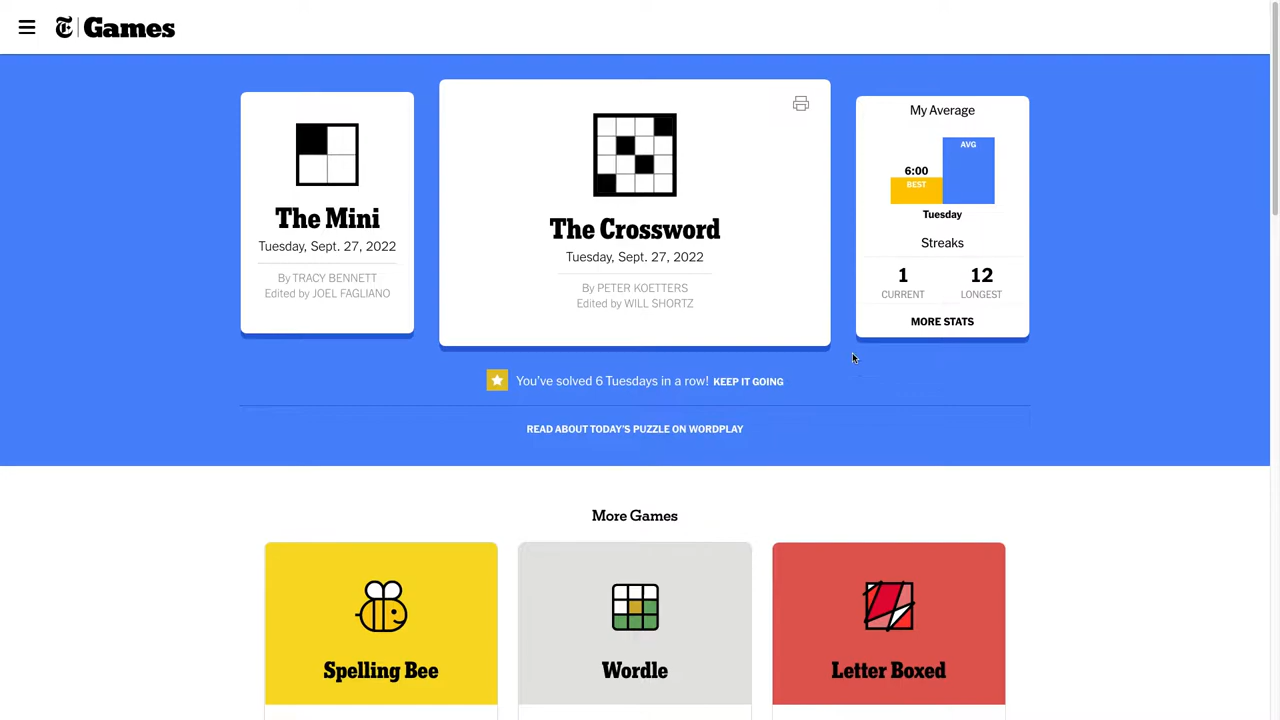 Games
The Mini
Tuesday, Sept. 27, 2022
By TRACY BENNETT
Edited by JOEL FAGLIANO
The Crossword
Tuesday, Sept. 27, 2022
By PETER KOETTERS
Edited by WILL SHORTZ
My Average
AVG
6:00
BEST
Tuesday
Streaks
1 12
CURRENT LONGEST
MORE STATS
You've solved 6 Tuesdays in a row! KEEP IT GOING
READ ABOUT TODAY'S PUZZLE ON WORDPLAY
More Games
Spelling Bee
Wordle
Letter Boxed